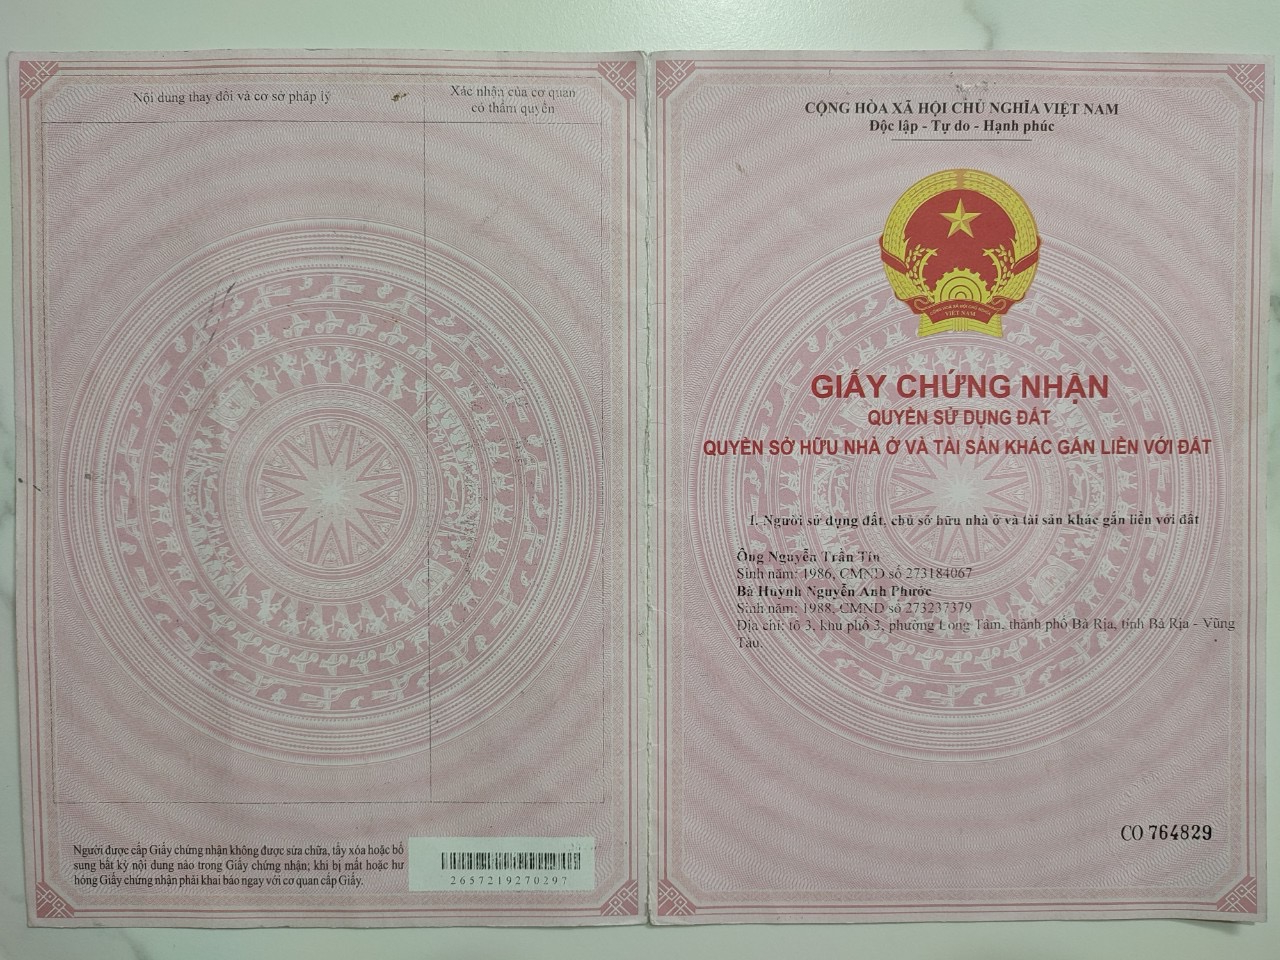 Nội dung thay đổi và cơ sở pháp lý
Xác nhận của cơ quan
có thẩm quyền
Người được cấp Giấy chứng nhận không được sửa chữa, tẩy xóa hoặc bổ
sung bất kỳ nội dung nào trong Giấy chứng nhận; khi bị mất hoặc hư
hỏng Giấy chứng nhận phải khai báo ngay với cơ quan cấp Giấy.
2657219270297
CỘNG HÒA XÃ HỘI CHỦ NGHĨA VIỆT NAM
Độc lập - Tự do - Hạnh phúc
CỘNG HÒA XÃ HỘI CHỦ NGHĨA
VIỆT NAM
GIẤY CHỨNG NHẬN
QUYỀN SỬ DỤNG ĐẤT
QUYỀN SỞ HỮU NHÀ Ở VÀ TÀI SẢN KHÁC GẮN LIỀN VỚI ĐẤT
I. Người sử dụng đất, chủ sở hữu nhà ở và tài sản khác gắn liền với đất
Ông Nguyễn Trần Tín
Sinh năm: 1986, CMND số 273184067
Bà Huỳnh Nguyễn Anh Phước
Sinh năm: 1988, CMND số 273237379
Địa chỉ: tổ 3, khu phố 3, phường Long Tâm, thành phố Bà Rịa, tỉnh Bà Rịa - Vũng
Tàu.
CO 764829